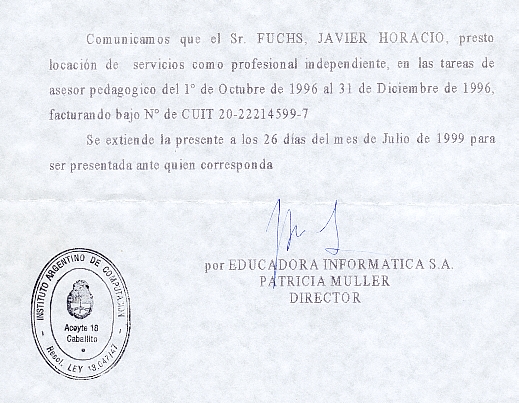 Comunicamos que el Sr. FUCHS, JAVIER HORACIO, presto
locación de servicios como profesional independiente, en las tareas de
asesor pedagogico del 1° de Octubre de 1996 al 31 de Diciembre de 1996,
facturando bajo N° de CUIT 20-22214599-7
Se extiende la presente a los 26 días del mes de Julio de 1999 para
ser presentada ante quien corresponda
por EDUCADORA INFORMATICA S.A.
PATRICIA MULLER
DIRECTOR
INSTITUTO ARGENTINO DE COMPUTACION
Acoyte 18
Caballito
Resol. LEY 13.047/47